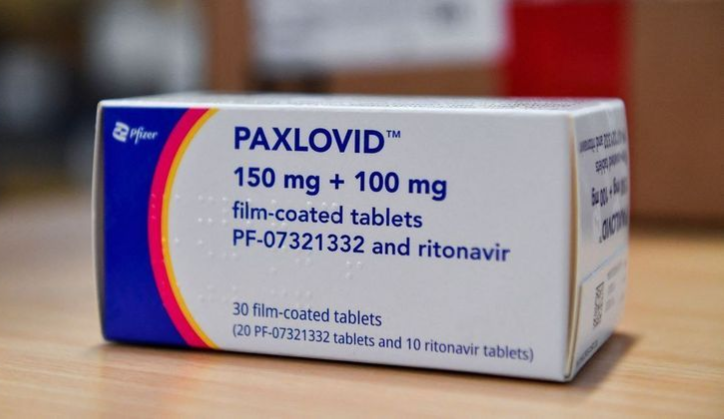 Pfizer
PAXLOVID™
150 mg + 100 mg
film-coated tablets
PF-07321332 and ritonavir
30 film-coated tablets
(20 PF-07321332 tablets and 10 ritonavir tablets)
PAXLOVID™